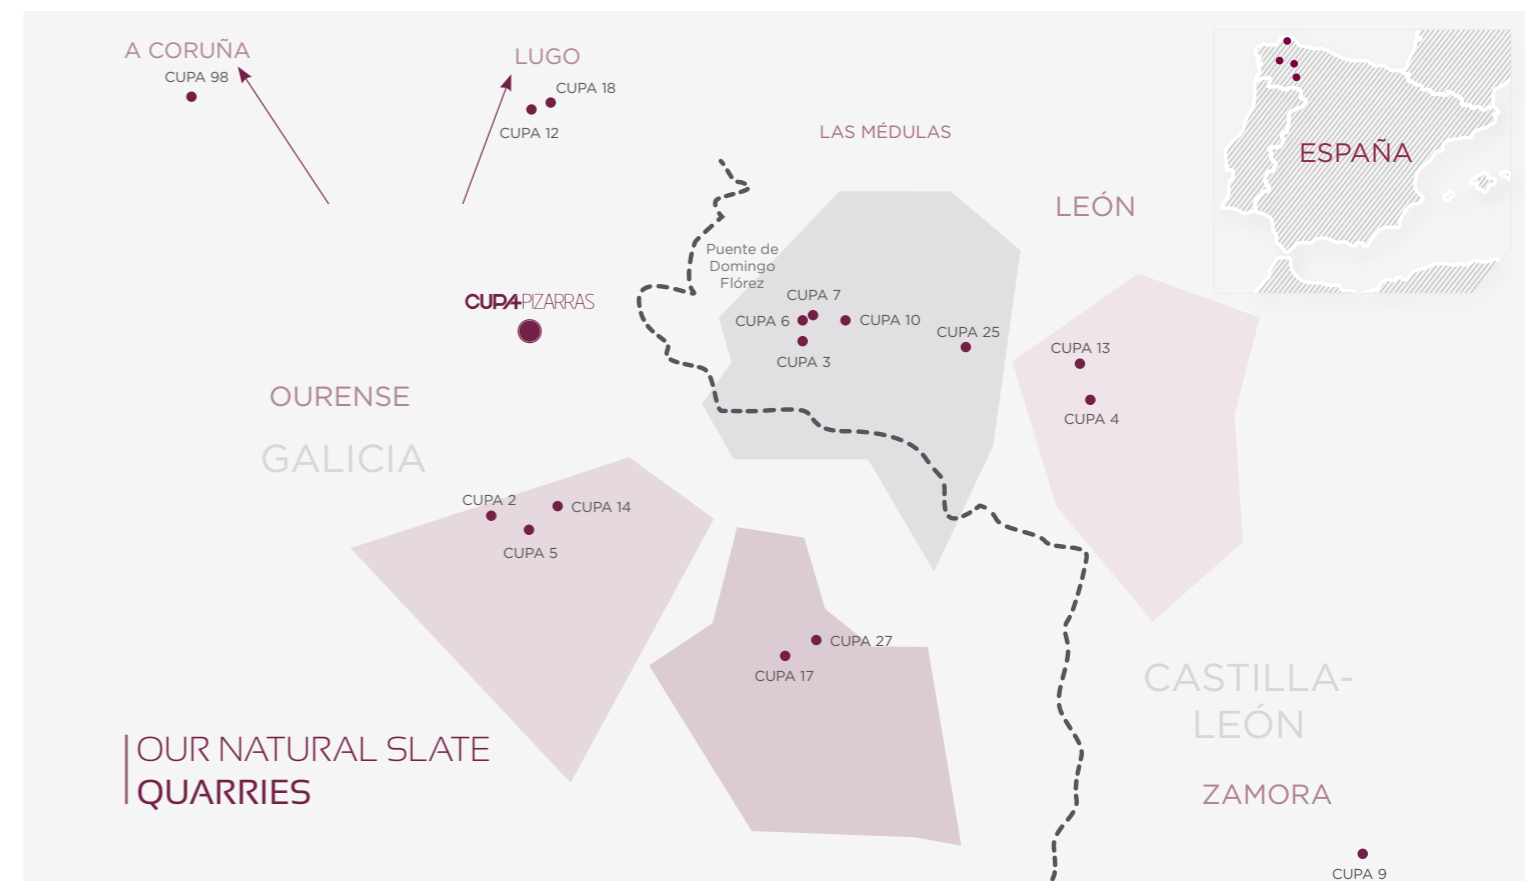 A CORUÑA
CUPA 98
LUGO
CUPA 18
CUPA 12
LAS MÉDULAS
ESPAÑA
LEÓN
Puente de
Domingo
Flórez
CUPA PIZARRAS
CUPA 7
CUPA 6
CUPA 10
CUPA 3
CUPA 25
CUPA 13
CUPA 4
OURENSE
GALICIA
CUPA 2
CUPA 14
CUPA 5
CUPA 27
CUPA 17
CASTILLA-
LEÓN
OUR NATURAL SLATE
QUARRIES
ZAMORA
CUPA 9